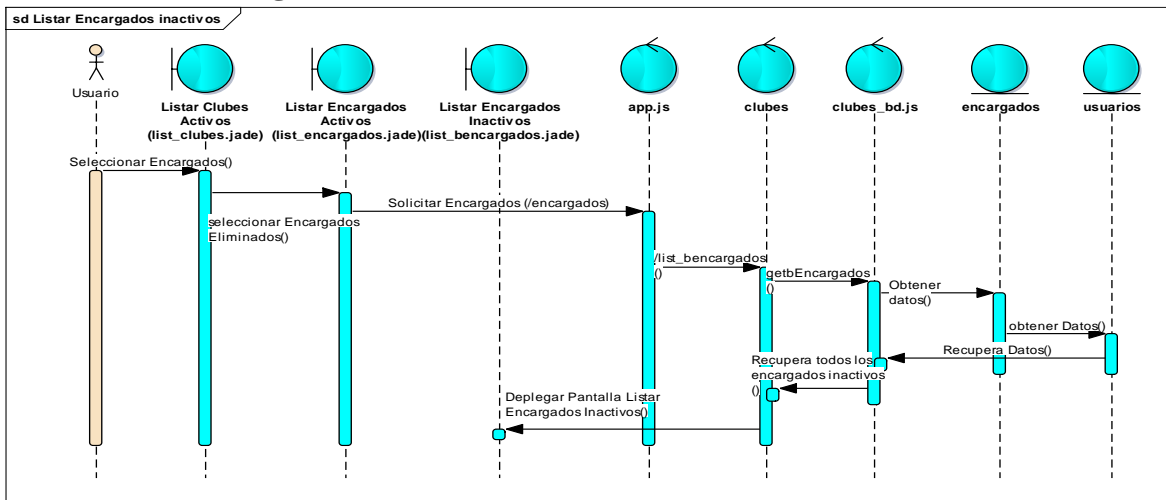 sd Listar Encargados inactivos
Usuario
Listar Clubes
Activos
(list_clubes.jade)
Listar Encargados
Activos
(list_encargados.jade)
Listar Encargados
Inactivos
(list_bencargados.jade)
app.js
clubes
clubes_bd.js
encargados
usuarios
Seleccionar Encargados()
seleccionar Encargados
Eliminados()
Solicitar Encargados (/encargados)
/list_bencargados
()
getbEncargados
()
Obtener
datos()
obtener Datos()
Recupera Datos()
Recupera todos los
encargados inactivos
()
Deplegar Pantalla Listar
Encargados Inactivos()